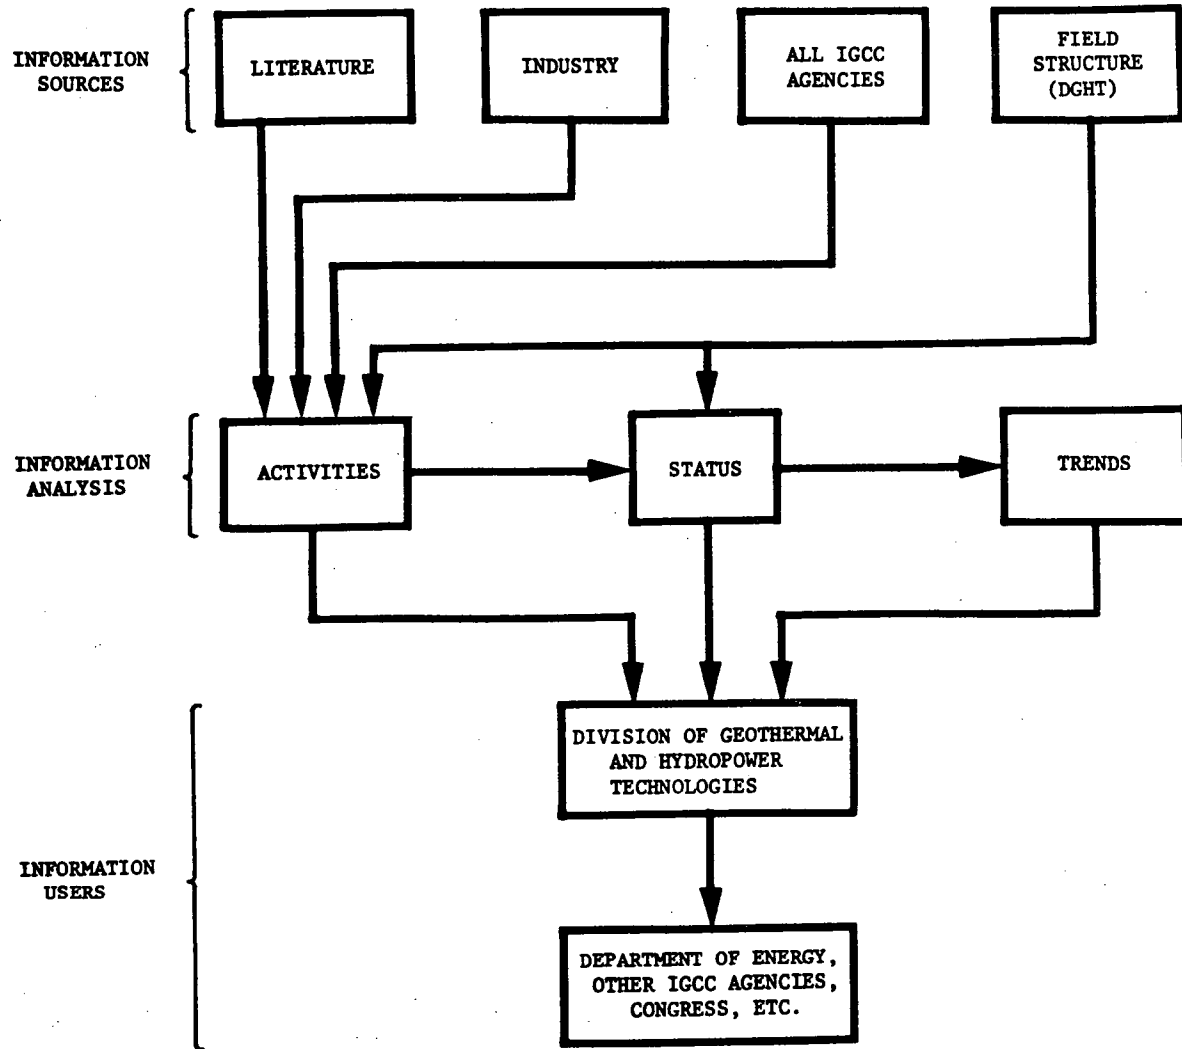 INFORMATION
SOURCES
LITERATURE
INDUSTRY
ALL IGCC
AGENCIES
FIELD
STRUCTURE
(DGHT)
INFORMATION
ANALYSIS
ACTIVITIES
STATUS
TRENDS
INFORMATION
USERS
DIVISION OF GEOTHERMAL
AND HYDROPOWER
TECHNOLOGIES
DEPARTMENT OF ENERGY,
OTHER IGCC AGENCIES,
CONGRESS, ETC.